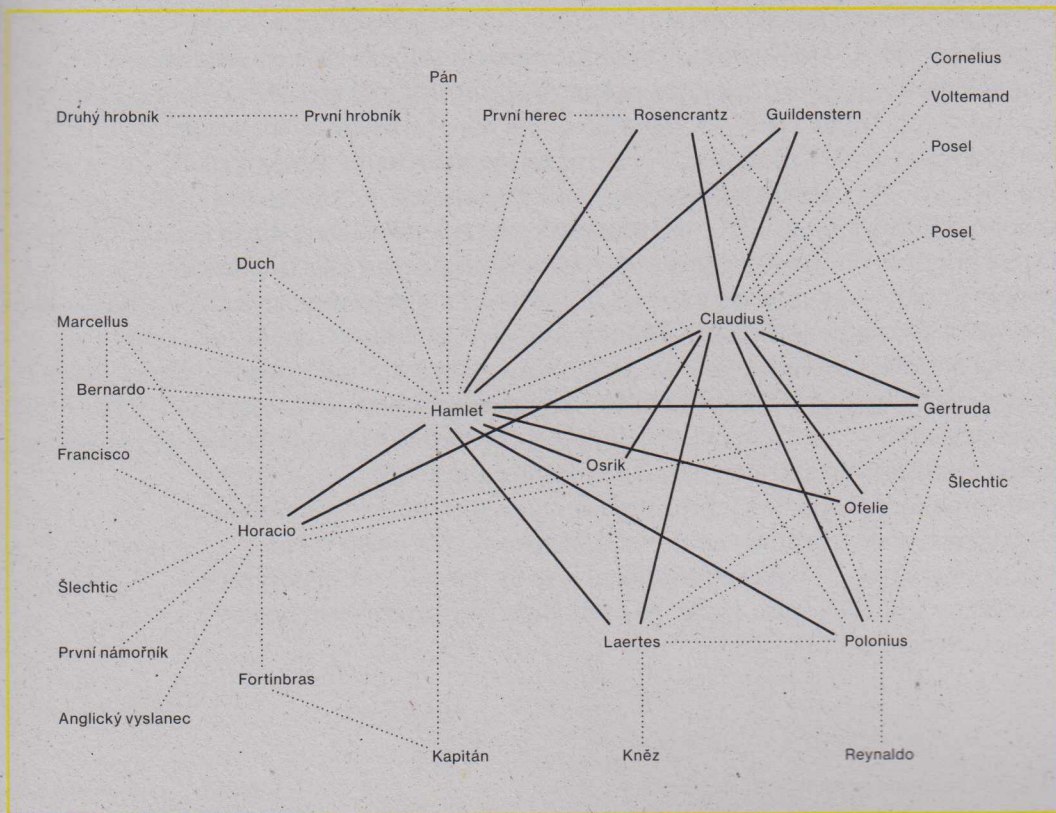 Cornelius
Pán
Voltemand
Druhý hrobník
První hrobník
První herec
Rosencrantz
Guildenstern
Posel
Posel
Duch
Marcellus
Claudius
Bernardo
Hamlet
Gertruda
Francisco
Osrik
Šlechtic
Ofelie
Horacio
Šlechtic
Laertes
Polonius
První námořník
Fortinbras
Anglický vyslanec
Kapitán
Kněz
Reynaldo